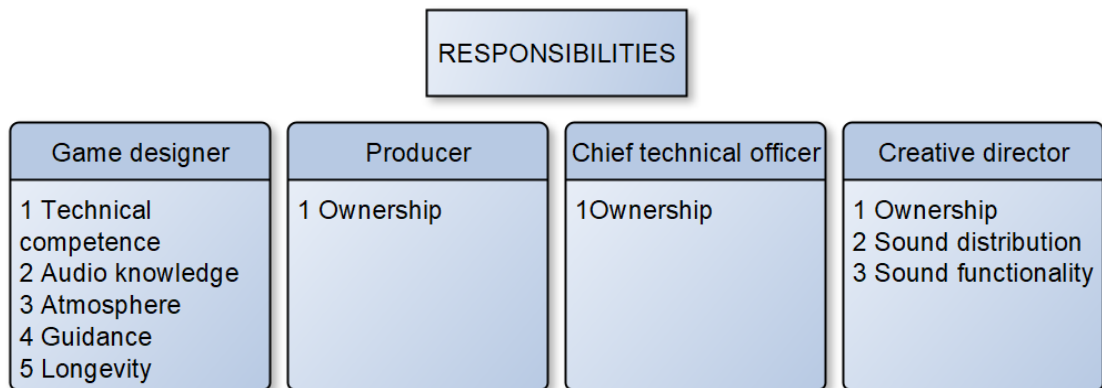 RESPONSIBILITIES
Game designer
1 Technical
competence
2 Audio knowledge
3 Atmosphere
4 Guidance
5 Longevity
Producer
1 Ownership
Chief technical officer
1Ownership
Creative director
1 Ownership
2 Sound distribution
3 Sound functionality